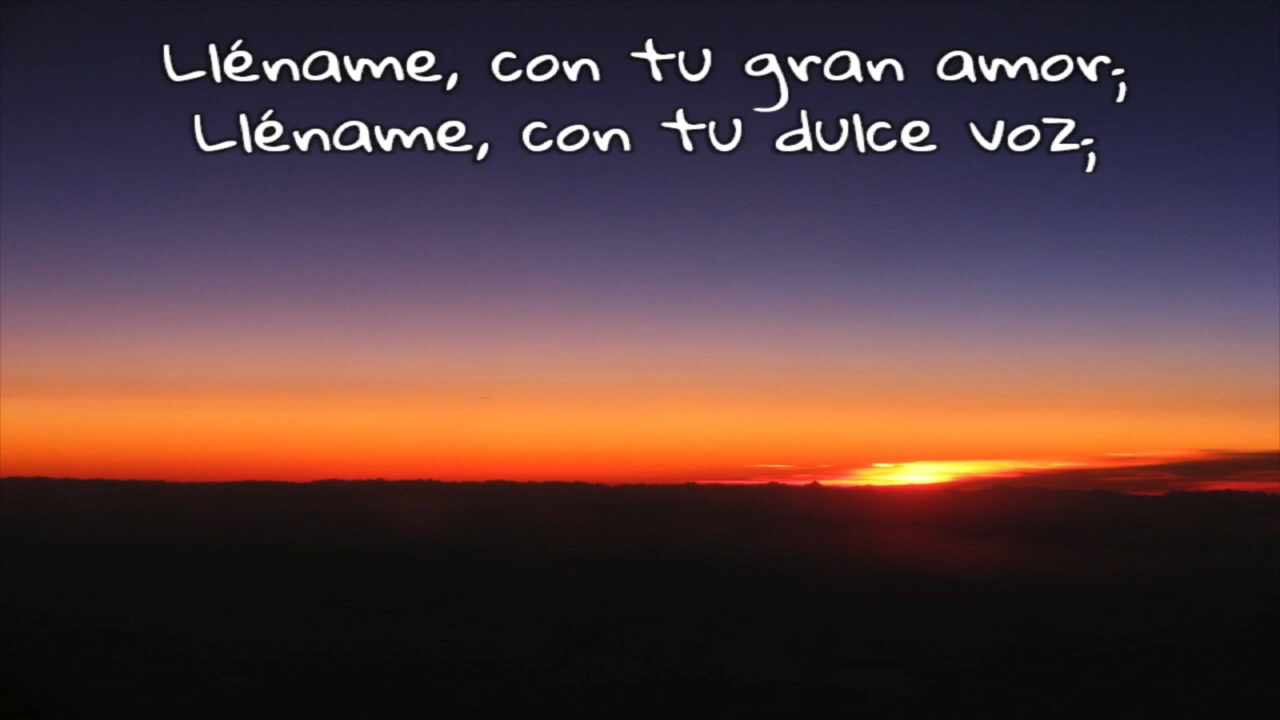 Lléname, con tu gran amor;
Lléname, con tu dulce voz;